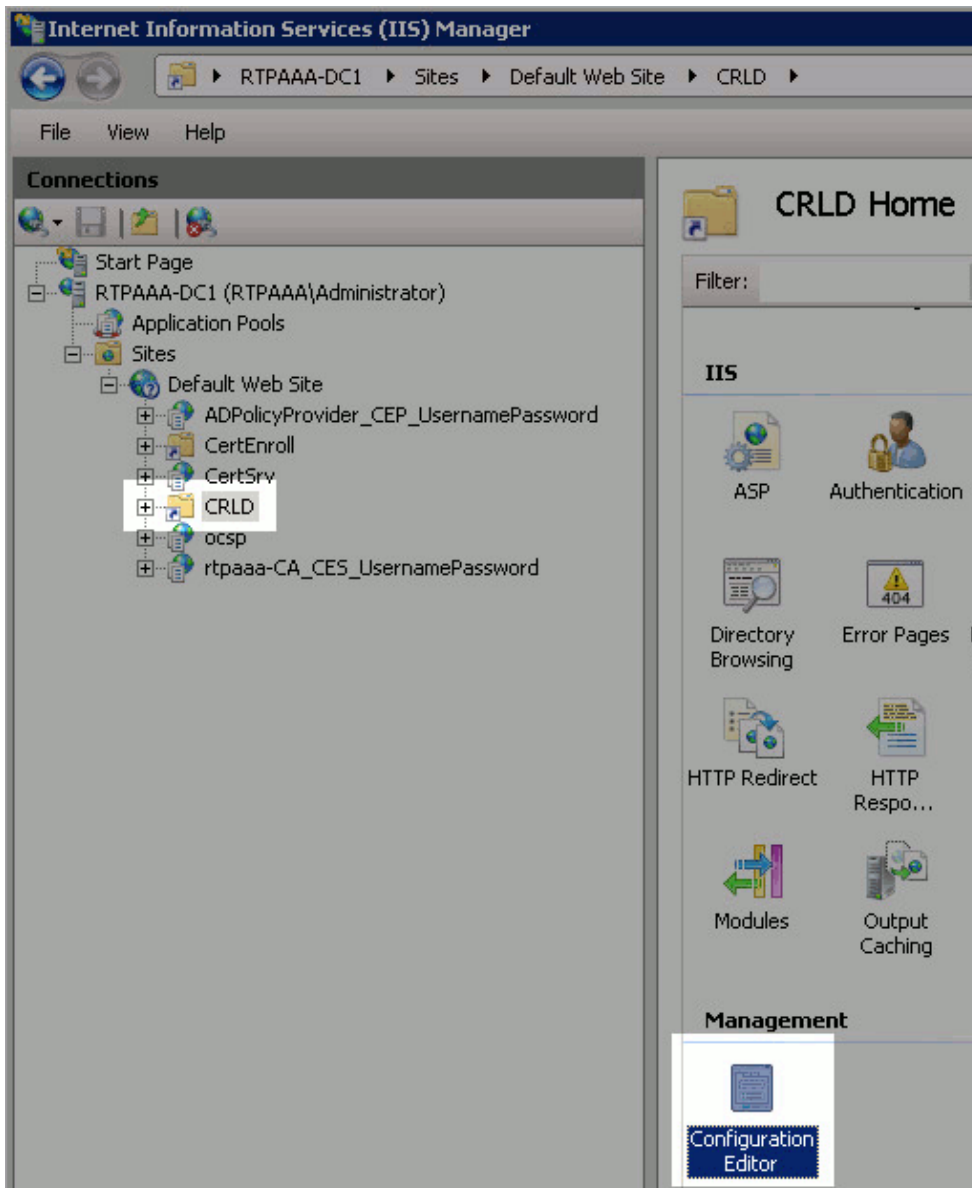 Internet Information Services (IIS) Manager
RTPAAA-DC1 Sites Default Web Site CRLD
File View Help
Connections
Start Page
RTPAAA-DC1 (RTPAAA\Administrator)
Application Pools
Sites
Default Web Site
ADPolicyProvider_CEP_UsernamePassword
CertEnroll
CertSrv
CRLD
ocsp
rtpaaa-CA_CES_UsernamePassword
CRLD Home
Filter:
IIS
ASP Authentication
404
Directory Browsing
Error Pages
HTTP Redirect
HTTP Respo...
Modules
Output Caching
Management
Configuration Editor